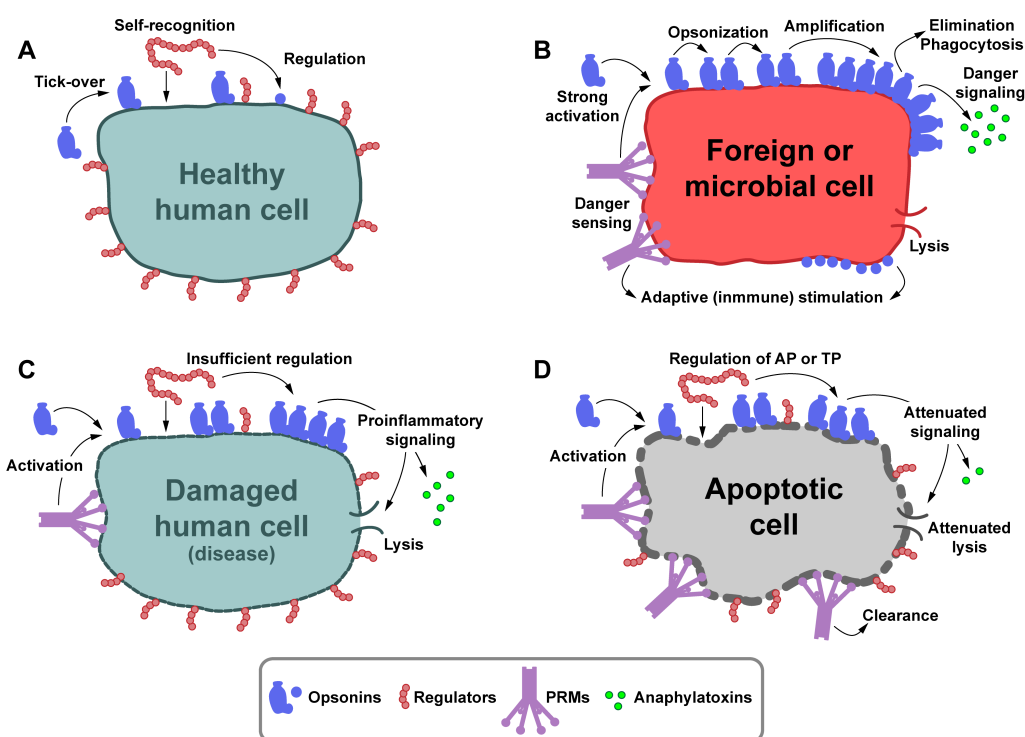 A
Self-recognition
Regulation
Tick-over
Healthy
human cell
B
Opsonization
Amplification
Elimination
Phagocytosis
Danger
signaling
Strong
activation
Foreign or
microbial cell
Danger
sensing
Lysis
Adaptive (inmmune) stimulation
C
Insufficient regulation
Proinflammatory
signaling
Activation
Damaged
human cell
(disease)
Lysis
D
Regulation of AP or TP
Attenuated
signaling
Activation
Apoptotic
cell
Attenuated
lysis
Clearance
Opsonins
Regulators
PRMs
Anaphylatoxins